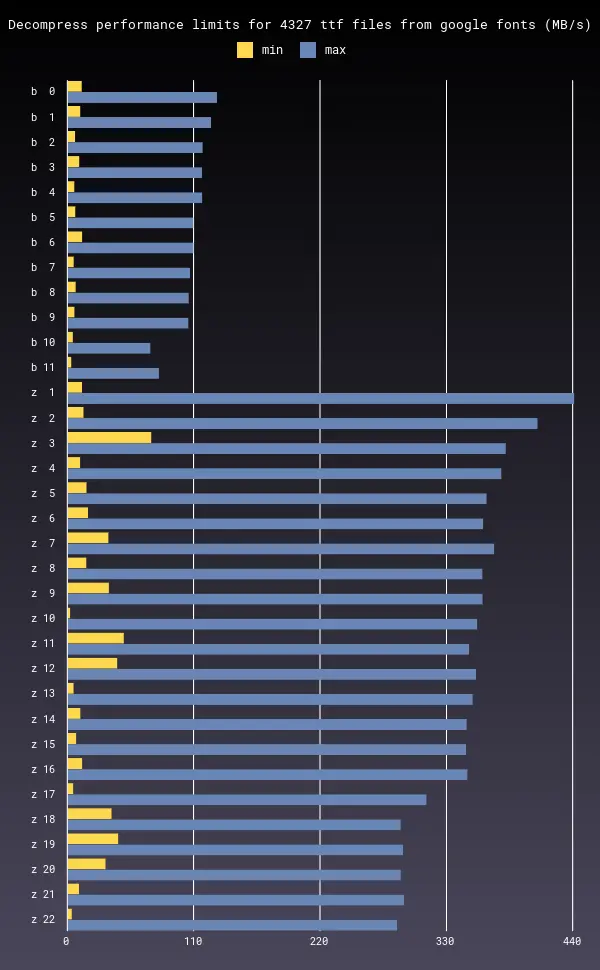 Decompress performance limits for 4327 ttf files from google fonts (MB/s)
min max
b 0
b 1
b 2
b 3
b 4
b 5
b 6
b 7
b 8
b 9
b 10
b 11
z 1
z 2
z 3
z 4
z 5
z 6
z 7
z 8
z 9
z 10
z 11
z 12
z 13
z 14
z 15
z 16
z 17
z 18
z 19
z 20
z 21
z 22
0 110 220 330 440